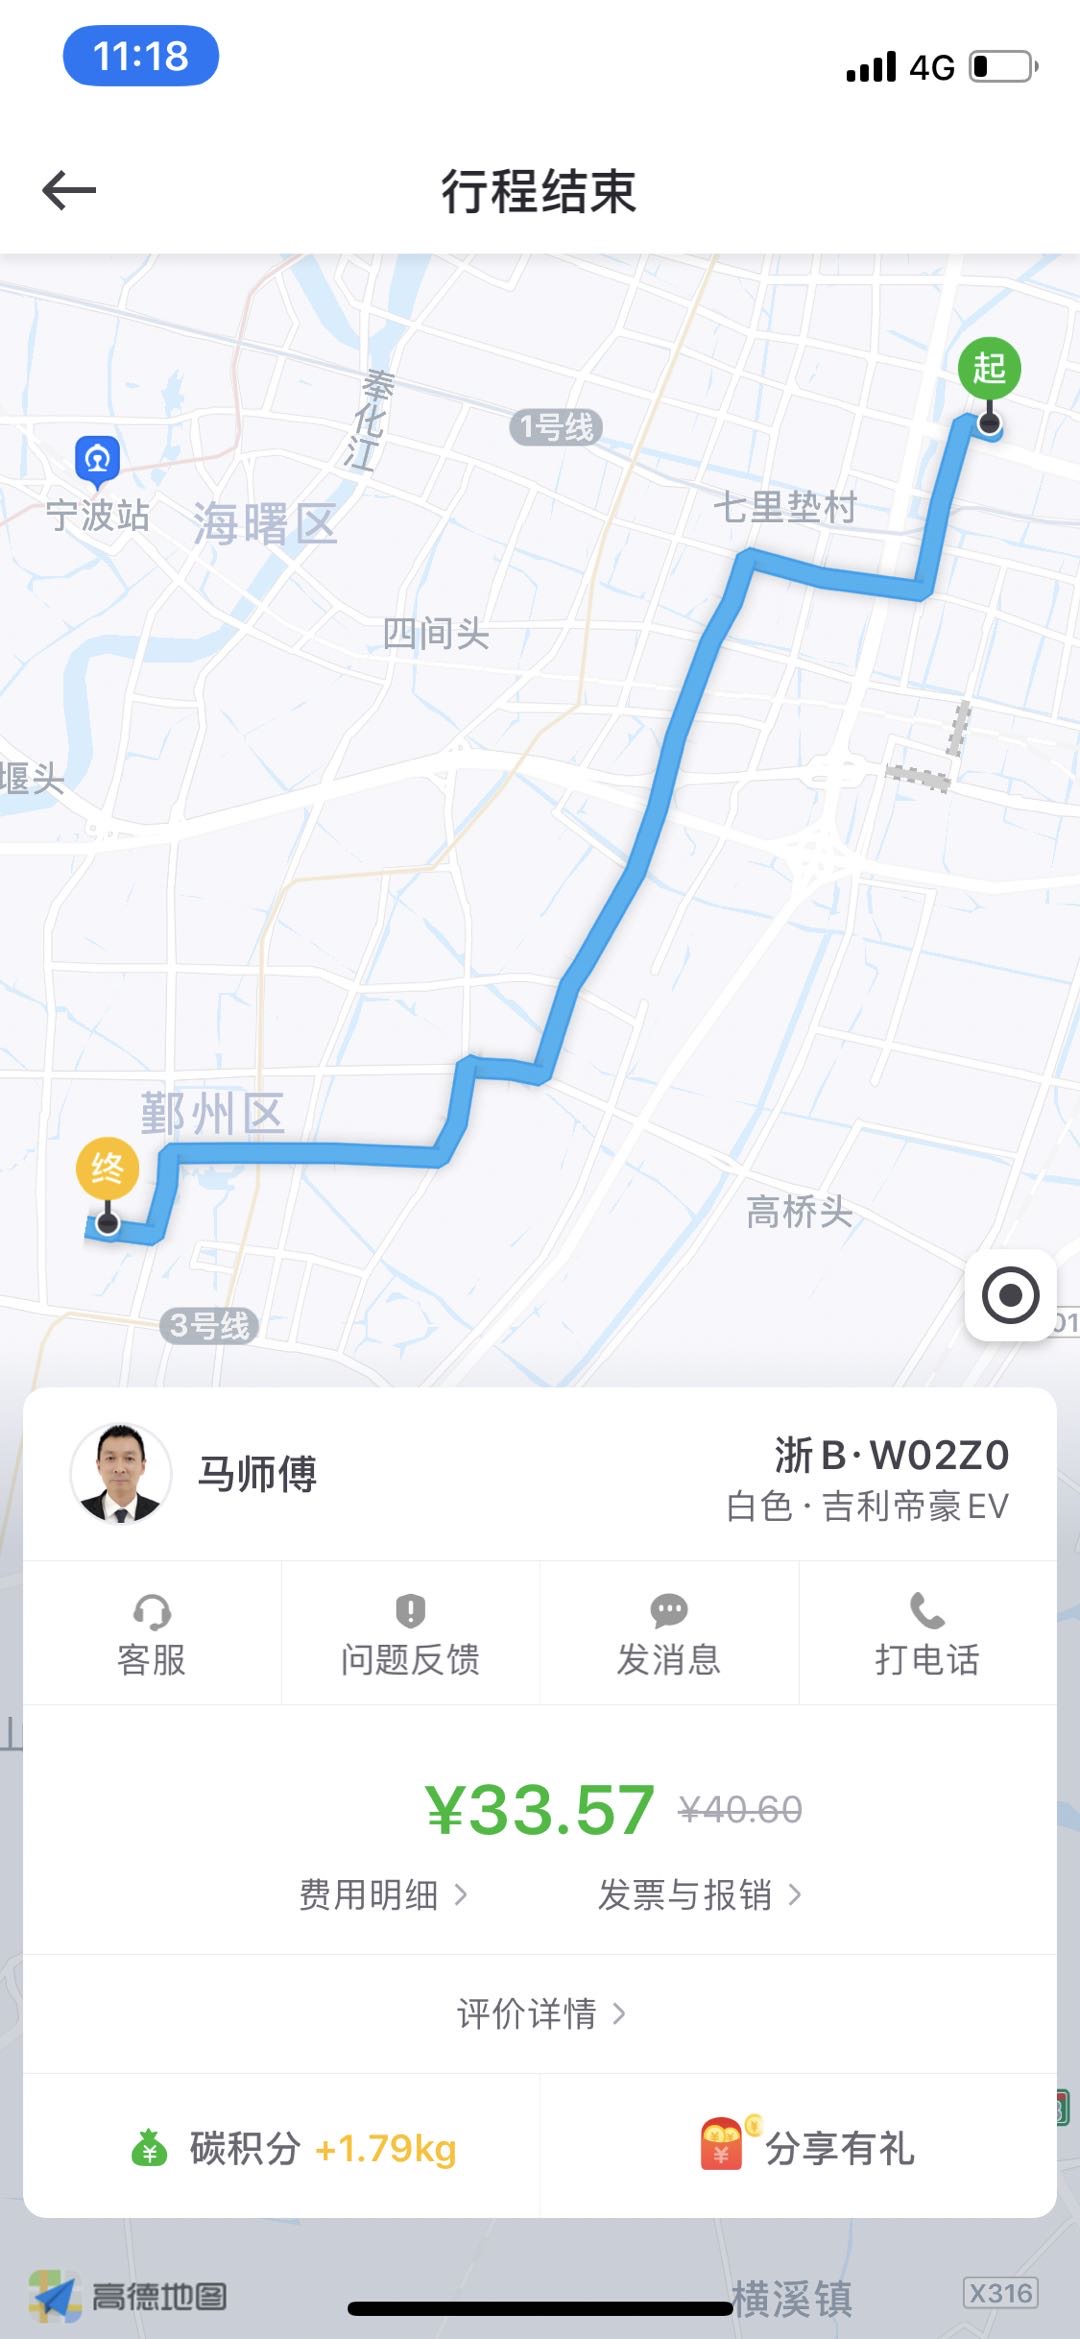 11:18
4G
行程结束
起
奉化江
1号线
宁波站
海曙区
七里垫村
四间头
堰头
鄞州区
终
高桥头
3号线
01
马师傅
浙B·W02Z0
白色·吉利帝豪EV
客服
问题反馈
发消息
打电话
¥33.57 ¥40.60
费用明细
发票与报销
评价详情
碳积分 +1.79kg
分享有礼
高德地图
横溪镇
X316